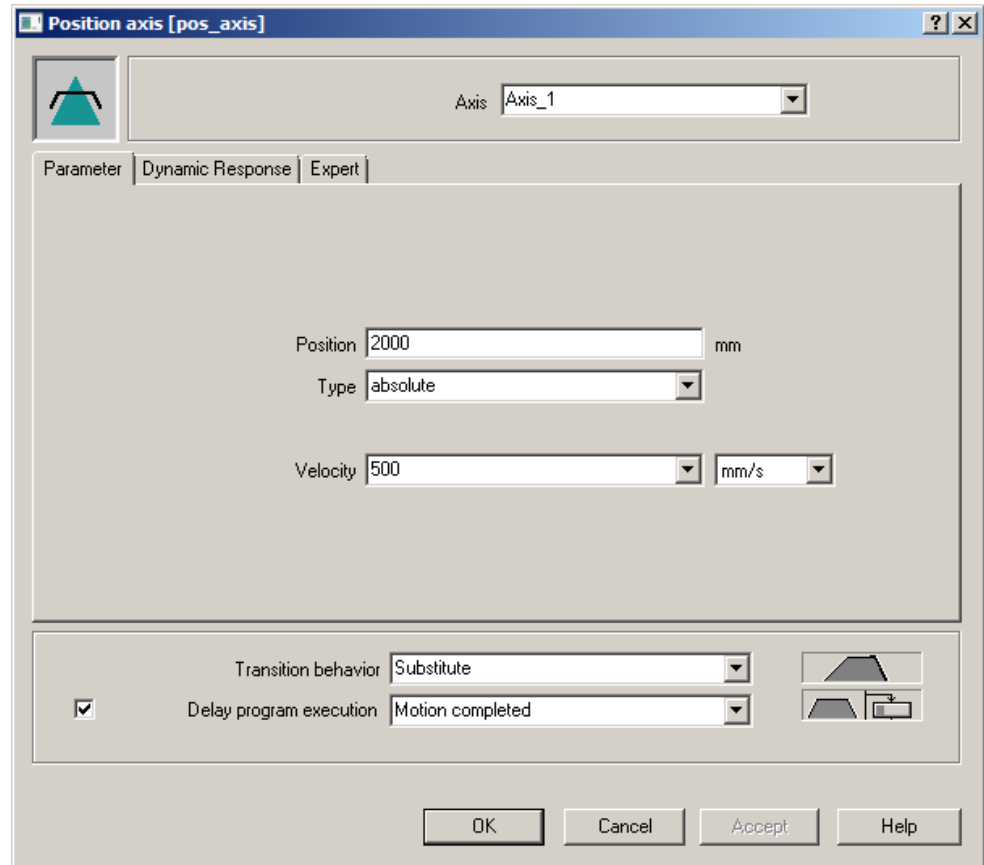 Position axis [pos_axis]
Axis Axis_1
Parameter Dynamic Response Expert
Position 2000 mm
Type absolute
Velocity 500 mm/s
Transition behavior Substitute
Delay program execution Motion completed
OK Cancel Accept Help